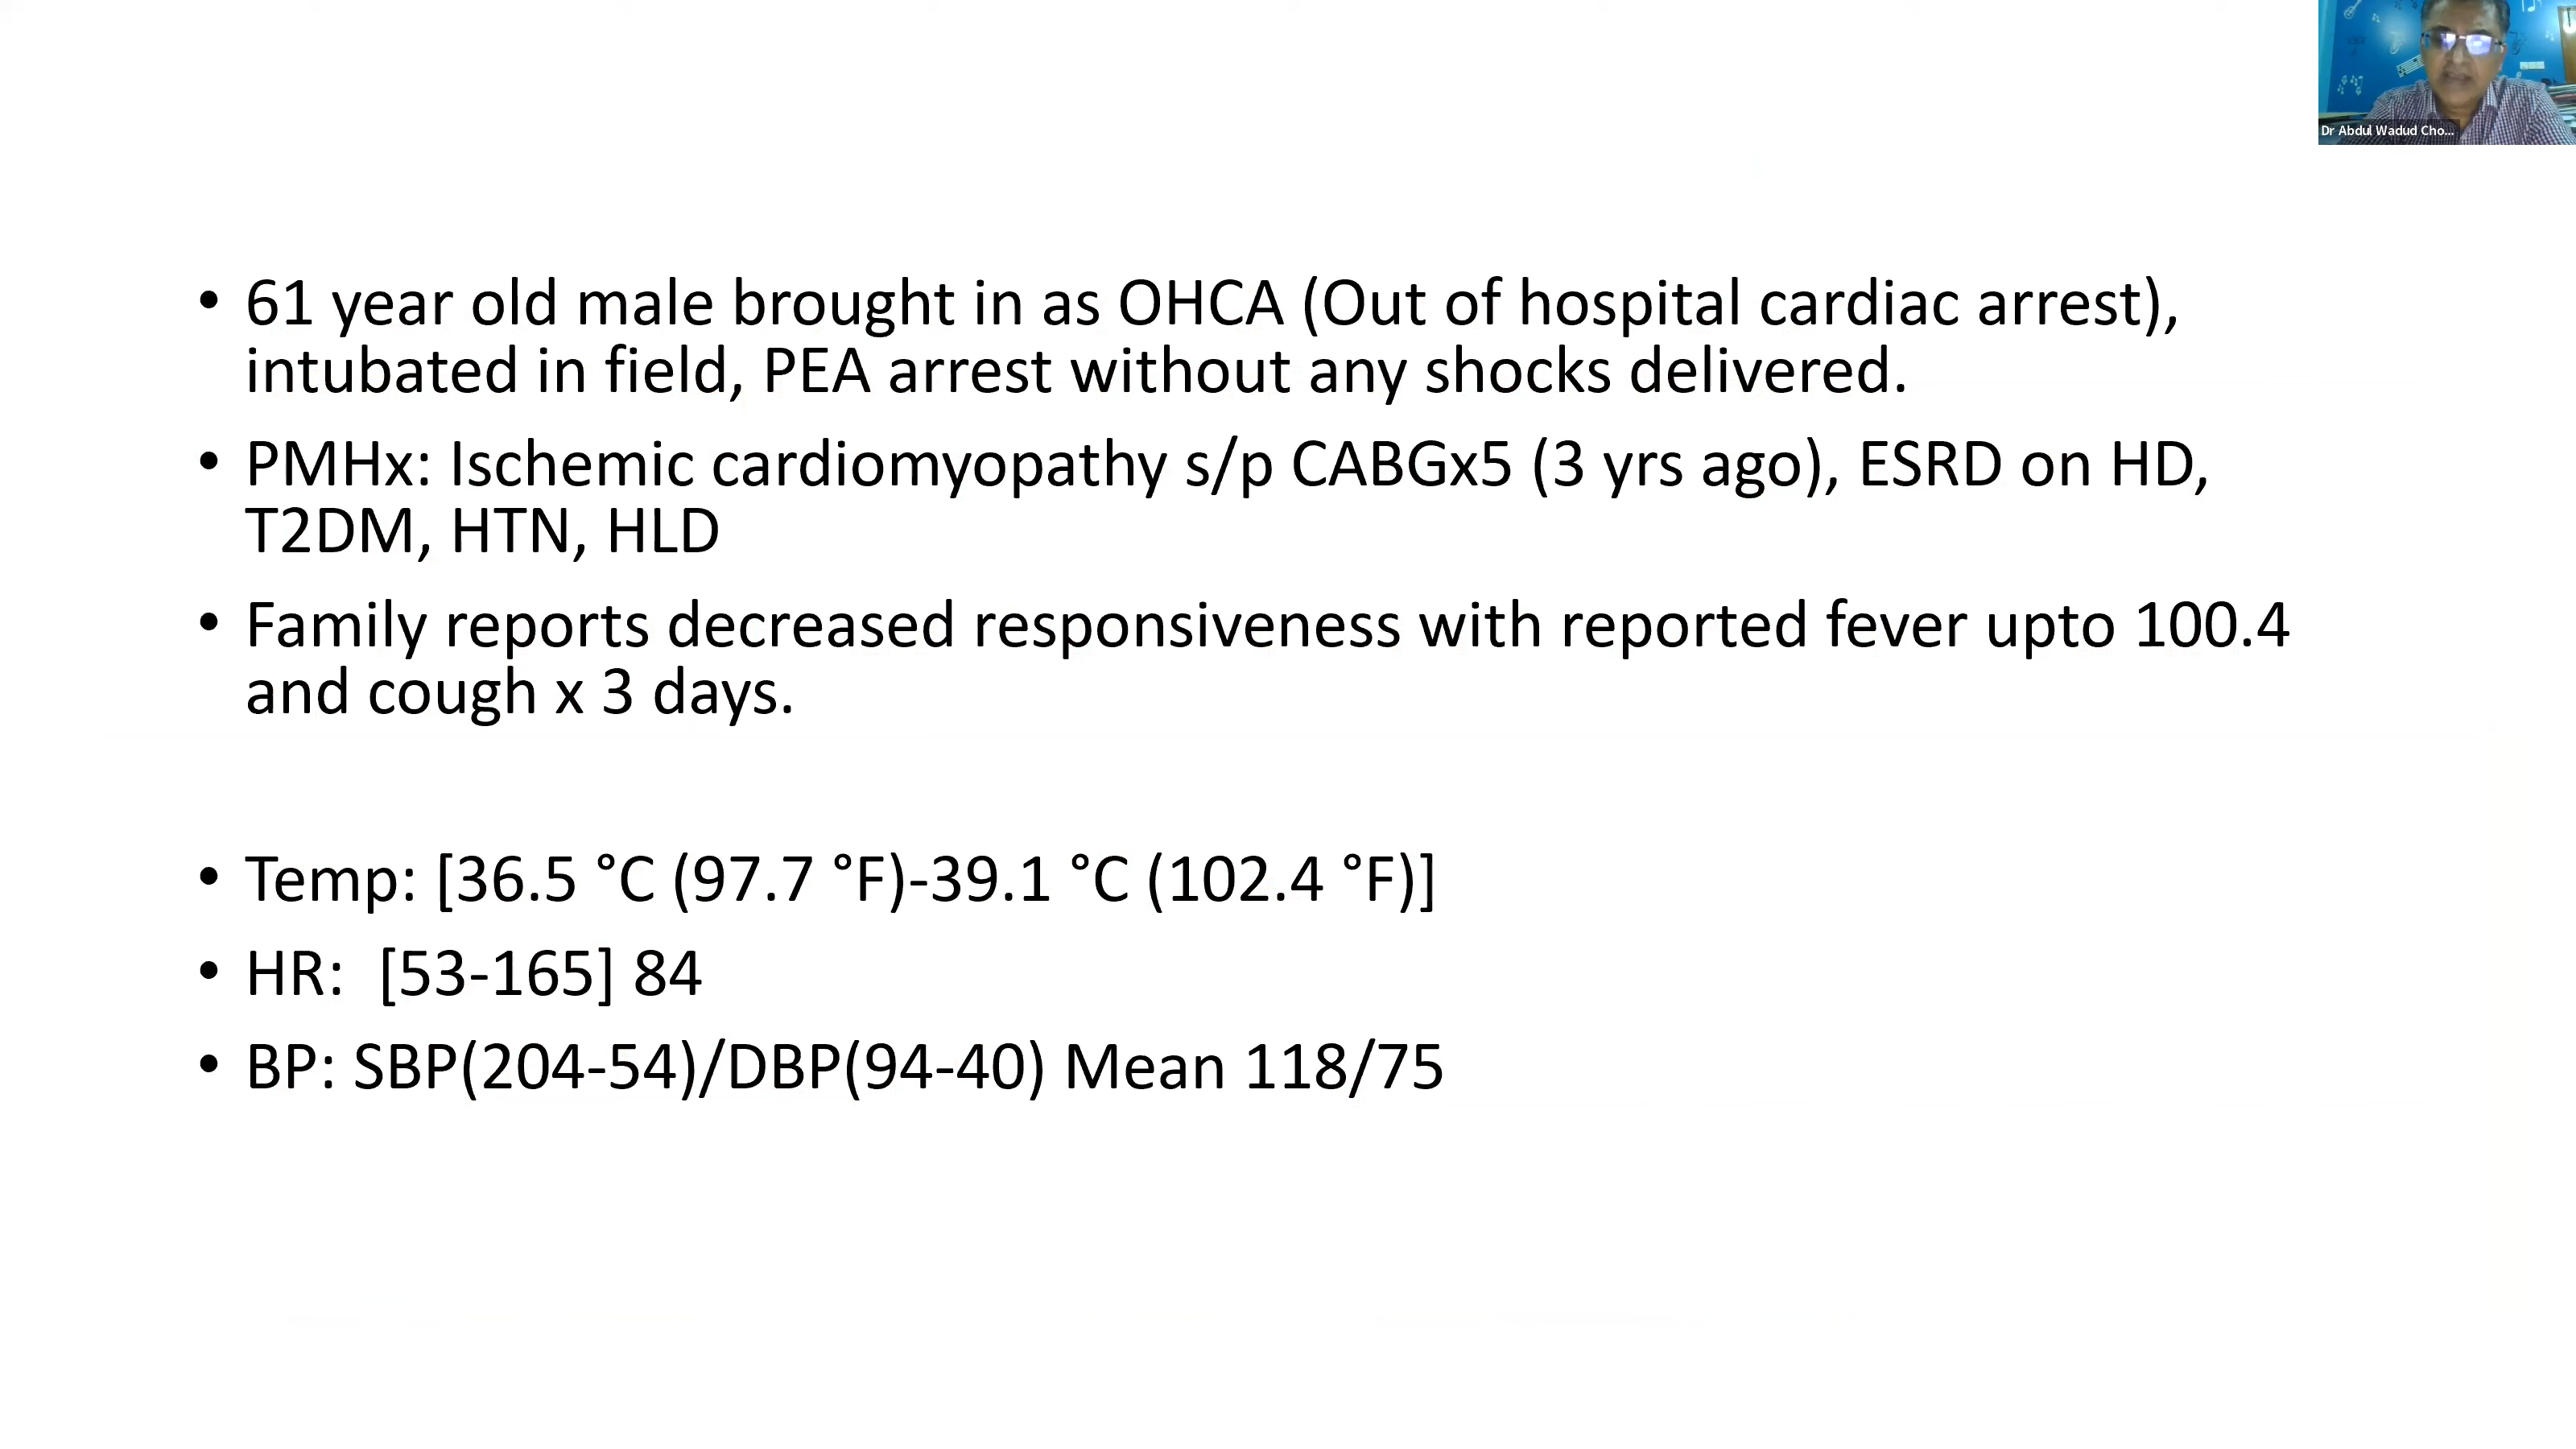 Dr Abdul Wadud Cho...
• 61 year old male brought in as OHCA (Out of hospital cardiac arrest),
intubated in field, PEA arrest without any shocks delivered.
• PMHx: Ischemic cardiomyopathy s/p CABGx5 (3 yrs ago), ESRD on HD,
T2DM, HTN, HLD
• Family reports decreased responsiveness with reported fever upto 100.4
and cough x 3 days.
• Temp: [36.5 °C (97.7 °F)-39.1 °C (102.4 °F)]
• HR:  [53-165] 84
• BP: SBP(204-54)/DBP(94-40) Mean 118/75